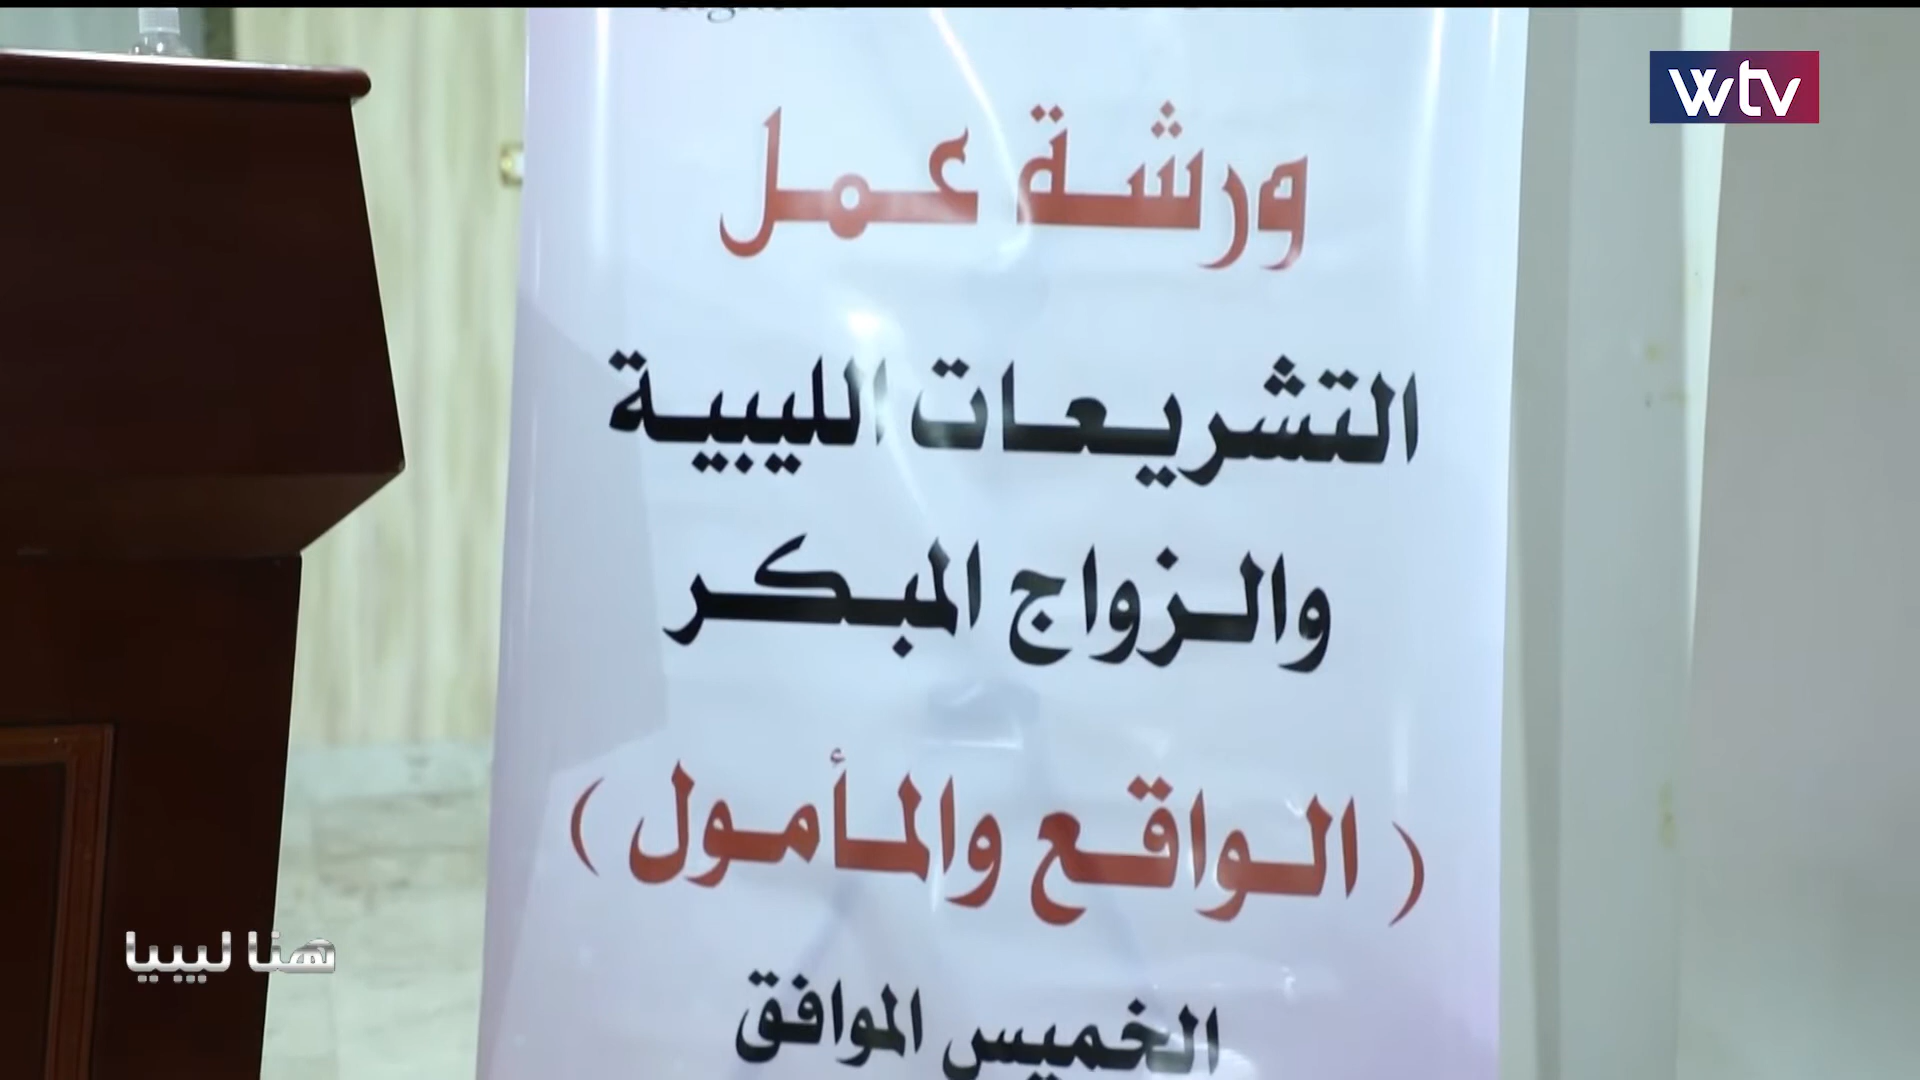 wtv
ورشة عمل
التشريعات الليبية
والزواج المبكر
( الواقع والمأمول )
الخميس الموافق
هنا ليبيا